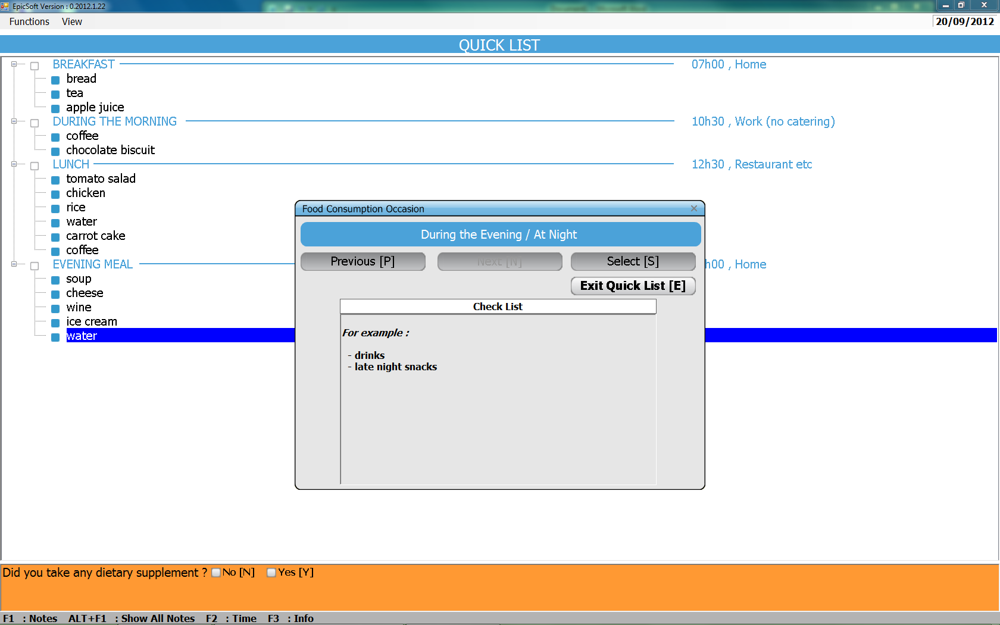 EpicSoft Version : 0.2012.1.22
Functions View 20/09/2012
QUICK LIST
BREAKFAST 07h00 , Home
bread
tea
apple juice
DURING THE MORNING 10h30 , Work (no catering)
coffee
chocolate biscuit
LUNCH 12h30 , Restaurant etc
tomato salad
chicken
rice
water
carrot cake
coffee
EVENING MEAL h00 , Home
soup
cheese
wine
ice cream
water
Food Consumption Occasion
During the Evening / At Night
Previous [P] Next [N] Select [S]
Exit Quick List [E]
Check List
For example :
- drinks
- late night snacks
Did you take any dietary supplement ? No [N] Yes [Y]
F1 : Notes ALT+F1 : Show All Notes F2 : Time F3 : Info